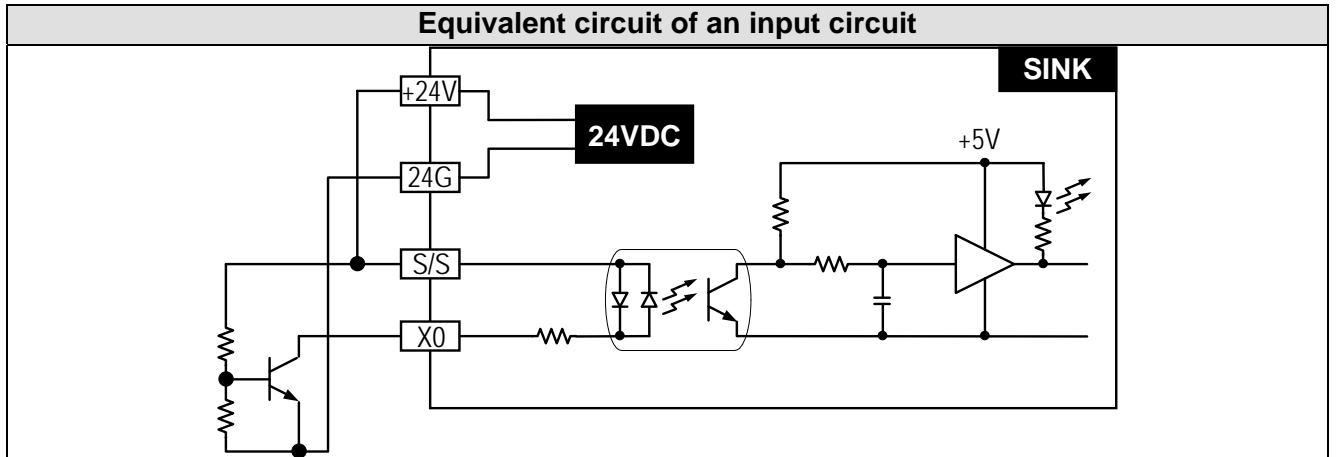 Equivalent circuit of an input circuit
SINK
+24V
24VDC
+5V
24G
S/S
X0